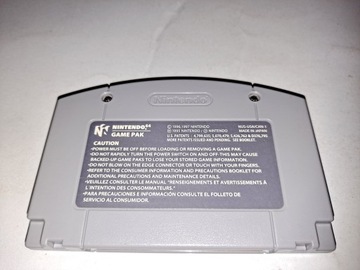 Nintendo
NINTENDO 64
GAME PAK
© 1996, 1997 NINTENDO
MADE IN JAPAN
CAUTION
•POWER MUST BE OFF BEFORE LOADING OR REMOVING A GAME PAK.
•DO NOT RAPIDLY TURN THE POWER SWITCH ON AND OFF-THIS MAY CAUSE
BACKED-UP GAME PAKS TO LOSE YOUR STORED GAME INFORMATION.
•DO NOT BLOW ON THE EDGE CONNECTOR OR TOUCH WITH FINGERS.
•REFER TO THE CONSUMER INFORMATION AND PRECAUTIONS BOOKLET FOR
ADDITIONAL PRECAUTIONS AND MAINTENANCE DETAILS.
•VEUILLEZ CONSULTER LE MANUEL "RENSEIGNEMENTS ET AVERTISSEMENTS À
L'INTENTION DES CONSOMMATEURS."
•PARA PRECAUCIONES E INFORMACIÓN CONSULTE EL FOLLETO DE
SERVICIO AL CONSUMIDOR.